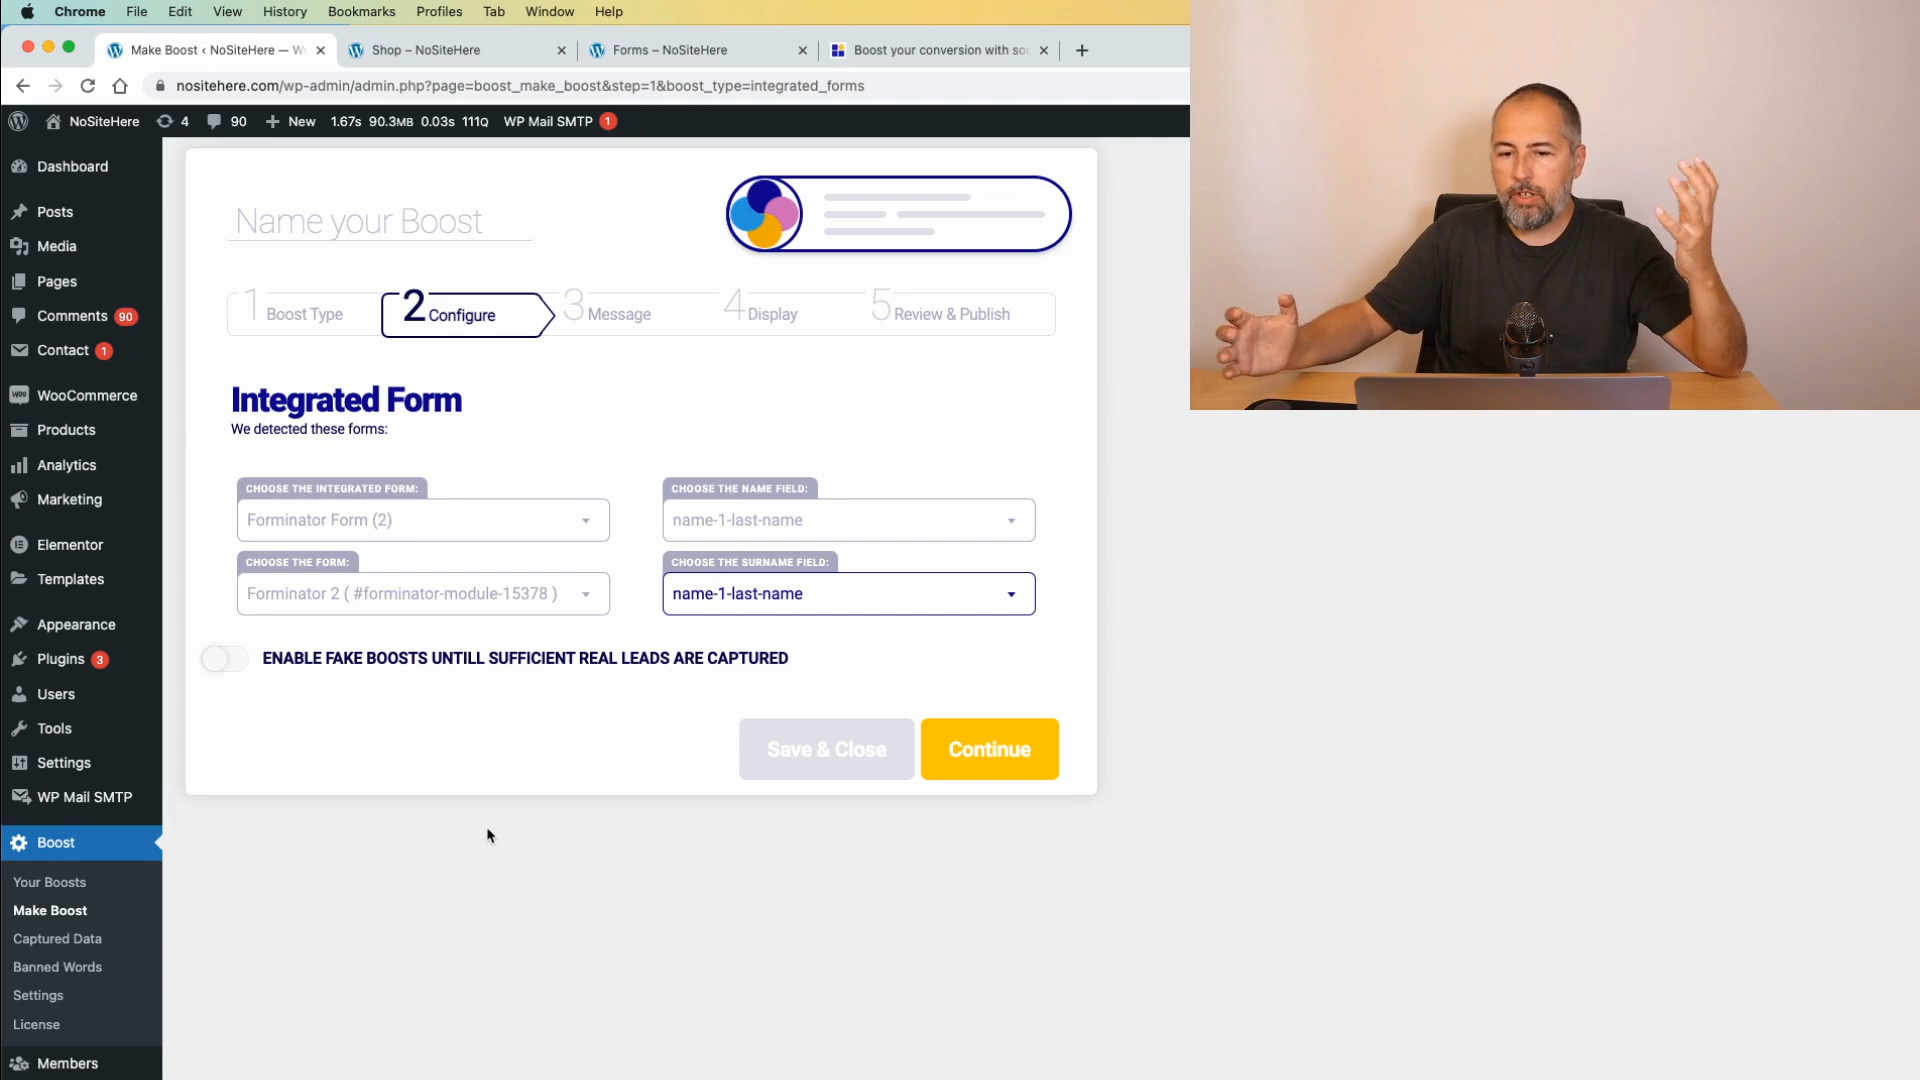 Chrome File Edit View History Bookmarks Profiles Tab Window Help
Make Boost ‹ NoSiteHere — W
Shop – NoSiteHere
Forms – NoSiteHere
Boost your conversion with so
nositehere.com/wp-admin/admin.php?page=boost_make_boost&step=1&boost_type=integrated_forms
NoSiteHere 4 90 New 1.67s 90.3MB 0.03s 111Q WP Mail SMTP 1
Dashboard
Posts
Media
Pages
Comments 90
Contact 1
WooCommerce
Products
Analytics
Marketing
Elementor
Templates
Appearance
Plugins 3
Users
Tools
Settings
WP Mail SMTP
Boost
Your Boosts
Make Boost
Captured Data
Banned Words
Settings
License
Members
Name your Boost
1 Boost Type
2 Configure
3 Message
4 Display
5 Review & Publish
Integrated Form
We detected these forms:
CHOOSE THE INTEGRATED FORM:
Forminator Form (2)
CHOOSE THE NAME FIELD:
name-1-last-name
CHOOSE THE FORM:
Forminator 2 ( #forminator-module-15378 )
CHOOSE THE SURNAME FIELD:
name-1-last-name
ENABLE FAKE BOOSTS UNTILL SUFFICIENT REAL LEADS ARE CAPTURED
Save & Close
Continue